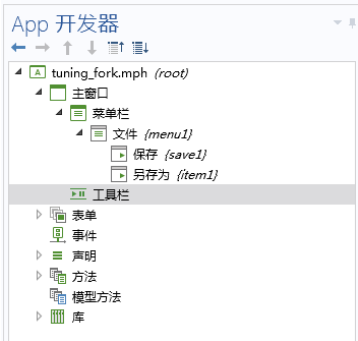 App 开发器
tuning_fork.mph (root)
主窗口
菜单栏
文件 {menu1}
保存 {save1}
另存为 {item1}
工具栏
表单
事件
声明
方法
模型方法
库